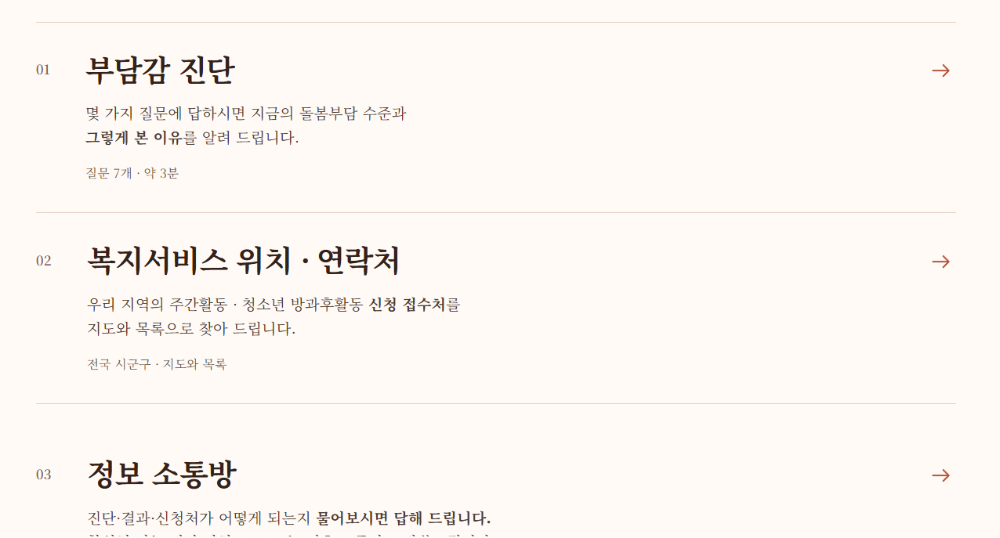 01
부담감 진단
몇 가지 질문에 답하시면 지금의 돌봄부담 수준과
그렇게 본 이유를 알려 드립니다.
질문 7개 · 약 3분
02
복지서비스 위치 · 연락처
우리 지역의 주간활동 · 청소년 방과후활동 신청 접수처를
지도와 목록으로 찾아 드립니다.
전국 시군구 · 지도와 목록
03
정보 소통방
진단·결과·신청처가 어떻게 되는지 물어보시면 답해 드립니다.